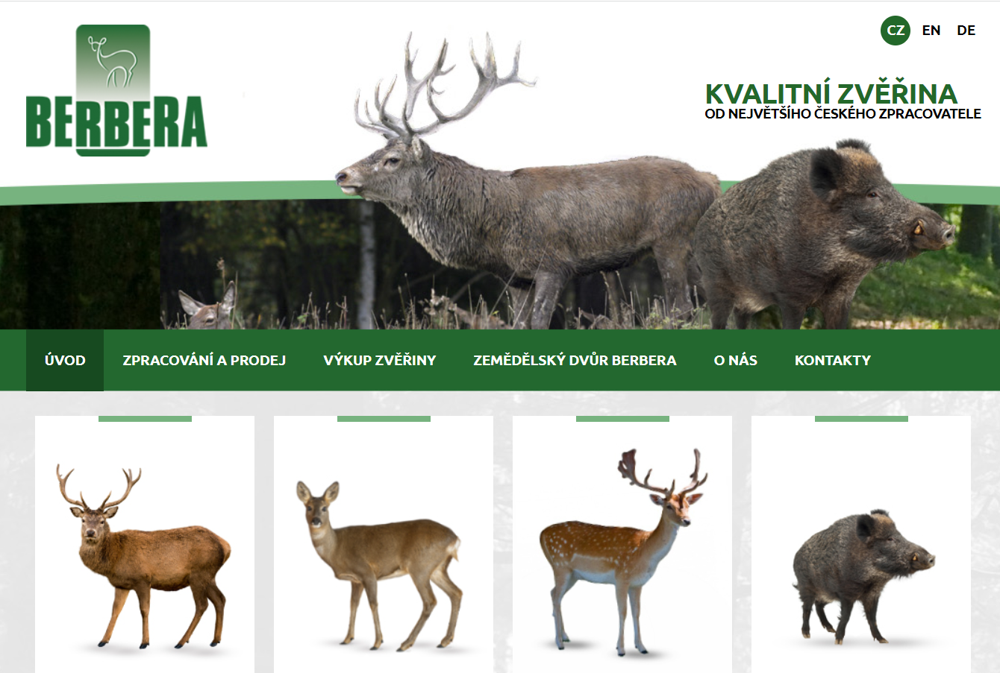 BERBERA
CZ EN DE
KVALITNÍ ZVĚŘINA
OD NEJVĚTŠÍHO ČESKÉHO ZPRACOVATELE
ÚVOD ZPRACOVÁNÍ A PRODEJ VÝKUP ZVĚŘINY ZEMĚDĚLSKÝ DVŮR BERBERA O NÁS KONTAKTY